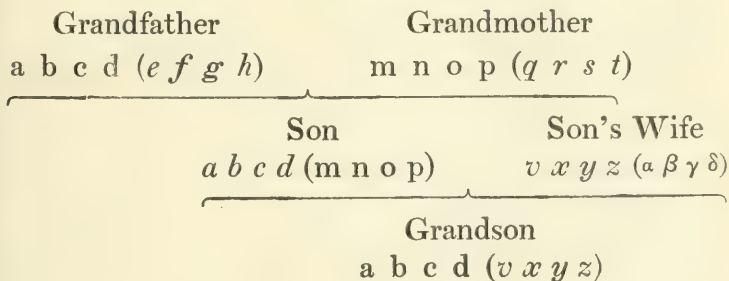 Grandfather Grandmother
a b c d (e f g h) m n o p (q r s t)
Son Son's Wife
a b c d (m n o p) v x y z (α β γ δ)
Grandson
a b c d (v x y z)